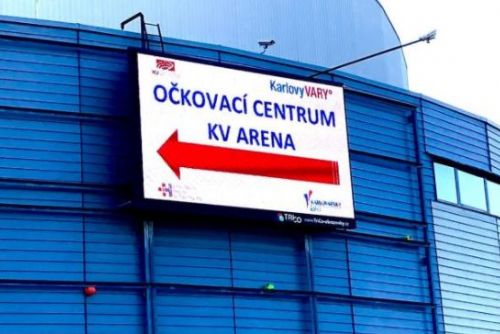 KarlovyVARY°
OČKOVACÍ CENTRUM
KV ARENA